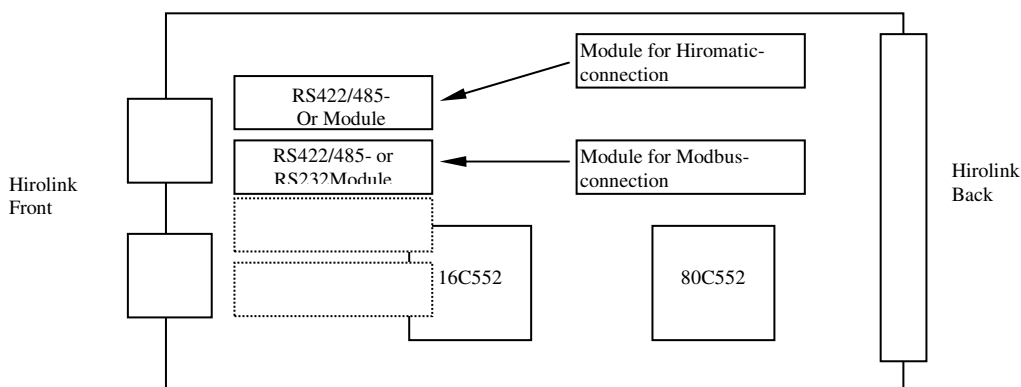 Module for Hiromatic-
connection
RS422/485-
Or Module
RS422/485- or
RS232Module
Module for Modbus-
connection
Hirolink
Front
Hirolink
Back
16C552
80C552